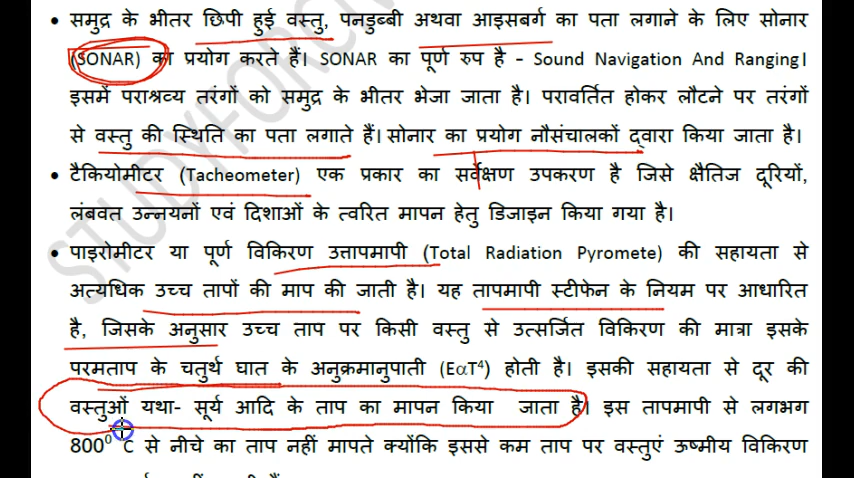 • समुद्र के भीतर छिपी हुई वस्तु, पनडुब्बी अथवा आइसबर्ग का पता लगाने के लिए सोनार
(SONAR) का प्रयोग करते हैं। SONAR का पूर्ण रुप है – Sound Navigation And Ranging।
इसमें पराश्रव्य तरंगों को समुद्र के भीतर भेजा जाता है। परावर्तित होकर लौटने पर तरंगों
से वस्तु की स्थिति का पता लगाते हैं। सोनार का प्रयोग नौसंचालकों द्वारा किया जाता है।
• टैकियोमीटर (Tacheometer) एक प्रकार का सर्वेक्षण उपकरण है जिसे क्षैतिज दूरियों,
लंबवत उन्नयनों एवं दिशाओं के त्वरित मापन हेतु डिजाइन किया गया है।
• पाइरोमीटर या पूर्ण विकिरण उत्तापमापी (Total Radiation Pyromete) की सहायता से
अत्यधिक उच्च तापों की माप की जाती है। यह तापमापी स्टीफेन के नियम पर आधारित
है, जिसके अनुसार उच्च ताप पर किसी वस्तु से उत्सर्जित विकिरण की मात्रा इसके
परमताप के चतुर्थ घात के अनुक्रमानुपाती (EαT⁴) होती है। इसकी सहायता से दूर की
वस्तुओं यथा- सूर्य आदि के ताप का मापन किया जाता है। इस तापमापी से लगभग
800⁰ C से नीचे का ताप नहीं मापते क्योंकि इससे कम ताप पर वस्तुएं ऊष्मीय विकिरण